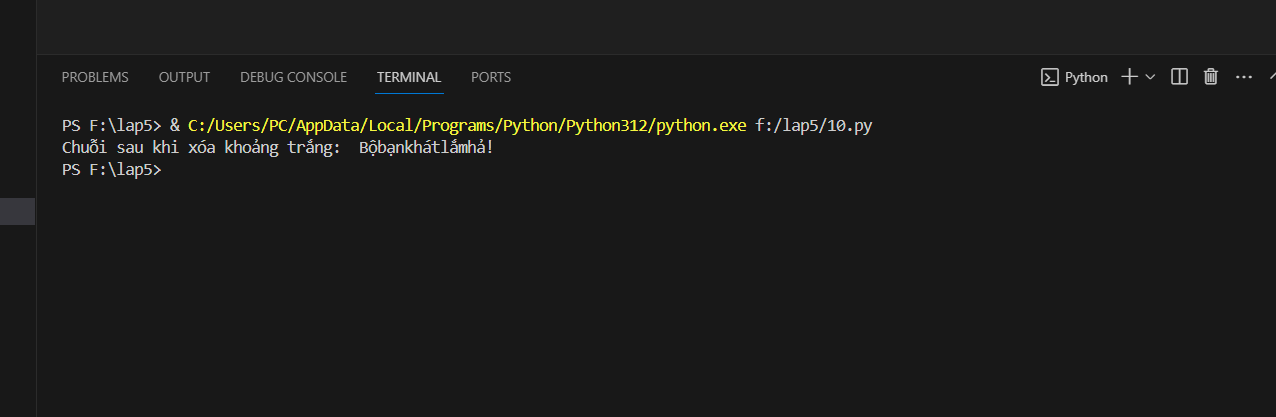 PROBLEMS OUTPUT DEBUG CONSOLE TERMINAL PORTS Python
PS F:\lap5> & C:/Users/PC/AppData/Local/Programs/Python/Python312/python.exe f:/lap5/10.py
Chuỗi sau khi xóa khoảng trắng:  Bộbạnkhátlắmhả!
PS F:\lap5>